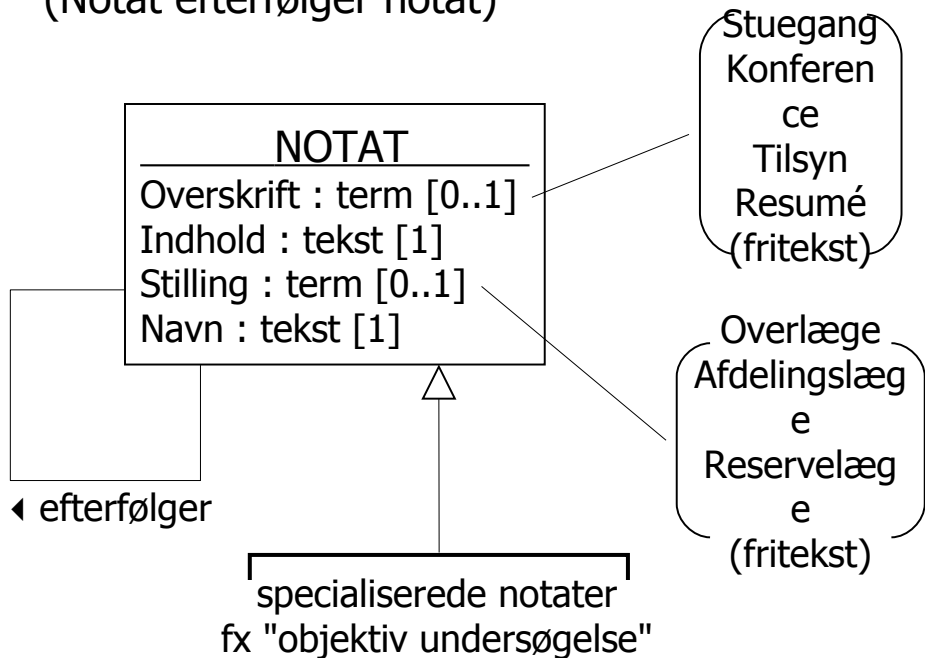 (Notat efterfølger notat)
NOTAT
Overskrift : term [0..1]
Indhold : tekst [1]
Stilling : term [0..1]
Navn : tekst [1]
efterfølger
specialiserede notater
fx "objektiv undersøgelse"
Stuegang
Konferen
ce
Tilsyn
Resumé
(fritekst)
Overlæge
Afdelingslæg
e
Reservelæg
e
(fritekst)